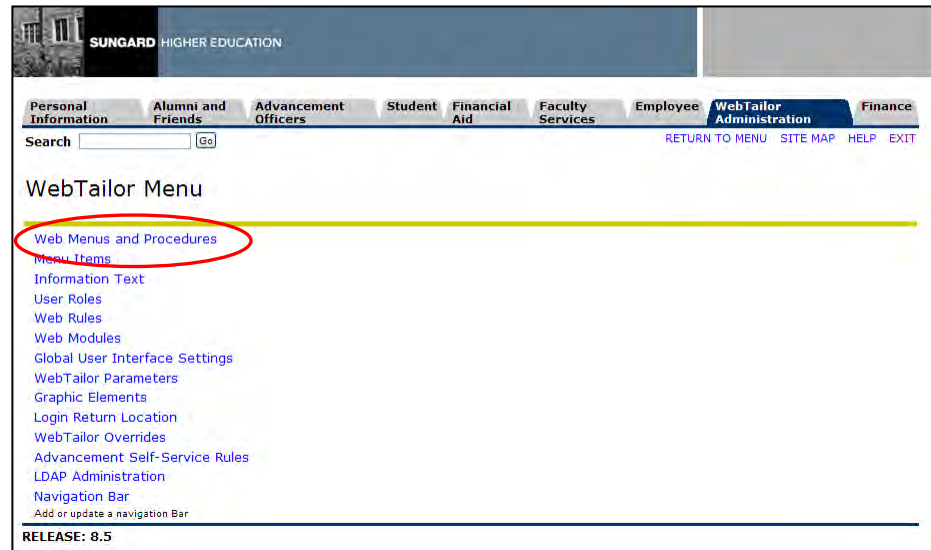 SUNGARD HIGHER EDUCATION
Personal Information Alumni and Friends Advancement Officers Student Financial Aid Faculty Services Employee WebTailor Administration Finance
Search Go RETURN TO MENU SITE MAP HELP EXIT
WebTailor Menu
Web Menus and Procedures
Menu Items
Information Text
User Roles
Web Rules
Web Modules
Global User Interface Settings
WebTailor Parameters
Graphic Elements
Login Return Location
WebTailor Overrides
Advancement Self-Service Rules
LDAP Administration
Navigation Bar
Add or update a navigation Bar
RELEASE: 8.5